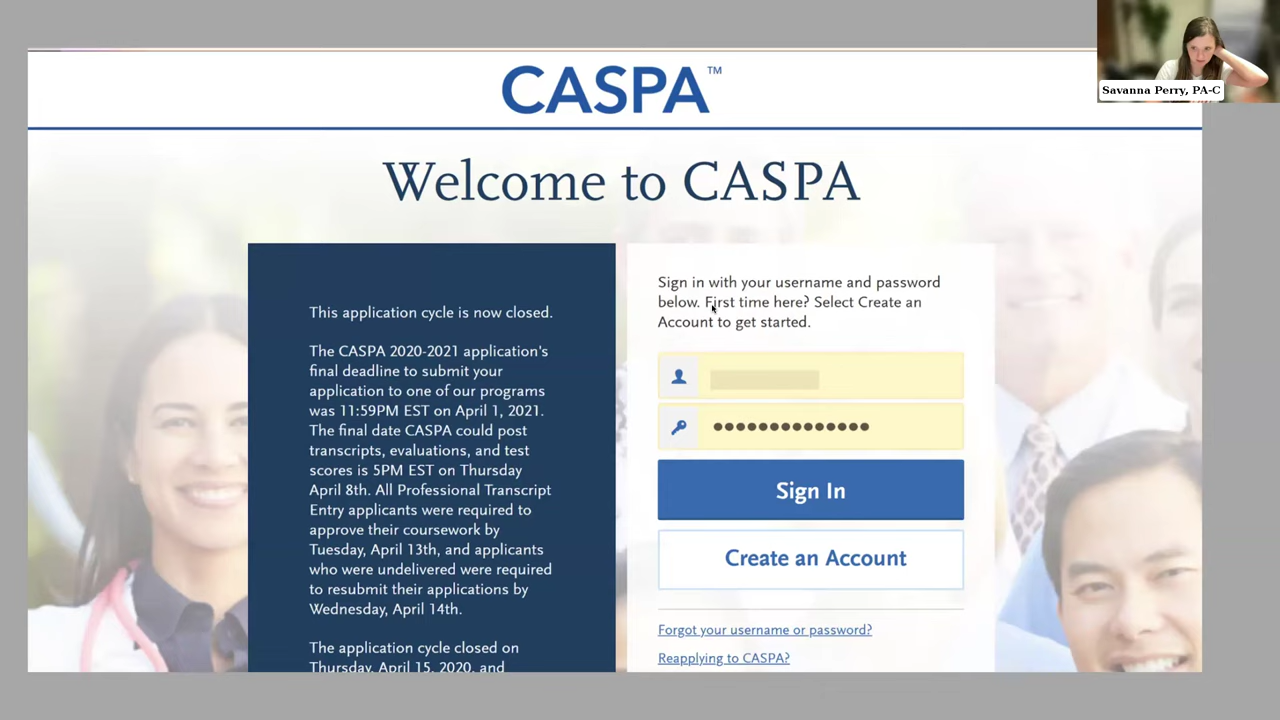 CASPA™
Savanna Perry, PA-C
Welcome to CASPA
This application cycle is now closed.
The CASPA 2020-2021 application's
final deadline to submit your
application to one of our programs
was 11:59PM EST on April 1, 2021.
The final date CASPA could post
transcripts, evaluations, and test
scores is 5PM EST on Thursday
April 8th. All Professional Transcript
Entry applicants were required to
approve their coursework by
Tuesday, April 13th, and applicants
who were undelivered were required
to resubmit their applications by
Wednesday, April 14th.
The application cycle closed on
Thursday, April 15, 2020, and
Sign in with your username and password
below. First time here? Select Create an
Account to get started.
Sign In
Create an Account
Forgot your username or password?
Reapplying to CASPA?